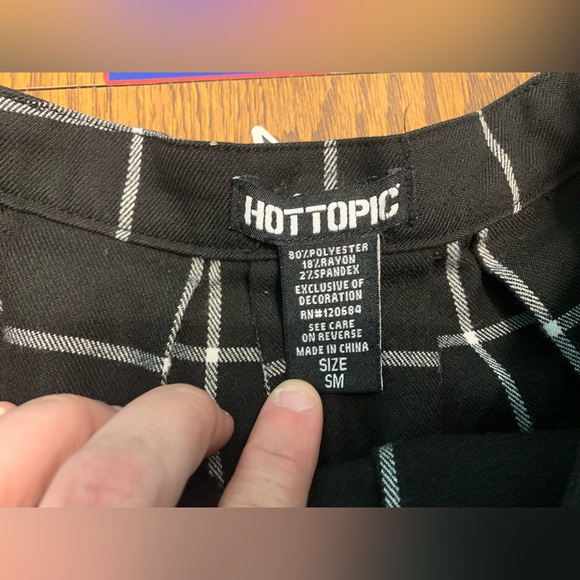 HOTTOPIC
80%POLYESTER
18%RAYON
2%SPANDEX
EXCLUSIVE OF
DECORATION
RN#120684
SEE CARE
ON REVERSE
MADE IN CHINA
SIZE
SM